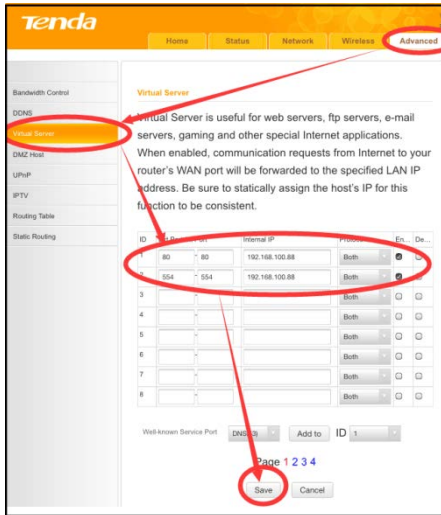 Tenda
Home Status Network Wireless Advanced
Bandwidth Control
DDNS
Virtual Server
DMZ Host
UPnP
IPTV
Routing Table
Static Routing
Virtual Server
Virtual Server is useful for web servers, ftp servers, e-mail
servers, gaming and other special Internet applications.
When enabled, communication requests from Internet to your
router's WAN port will be forwarded to the specified LAN IP
address. Be sure to statically assign the host's IP for this
function to be consistent.
ID Internal IP En... De...
1 80 - 80 192.168.100.88 Both
2 554 - 554 192.168.100.88 Both
3 - Both
4 - Both
5 - Both
6 - Both
7 - Both
8 - Both
Well-known Service Port Add to ID 1
Page 1 2 3 4
Save Cancel